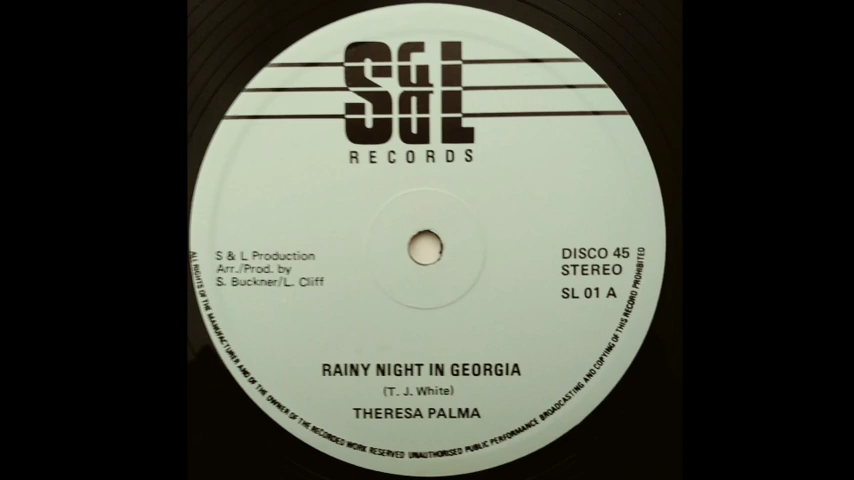 S&L
RECORDS
S & L Production
Arr./Prod. by
S. Buckner/L. Cliff
DISCO 45
STEREO
SL 01 A
RAINY NIGHT IN GEORGIA
(T. J. White)
THERESA PALMA
ALL RIGHTS OF THE MANUFACTURER AND OF THE OWNER OF THE RECORDED WORK RESERVED UNAUTHORISED PUBLIC PERFORMANCE BROADCASTING AND COPYING OF THIS RECORD PROHIBITED